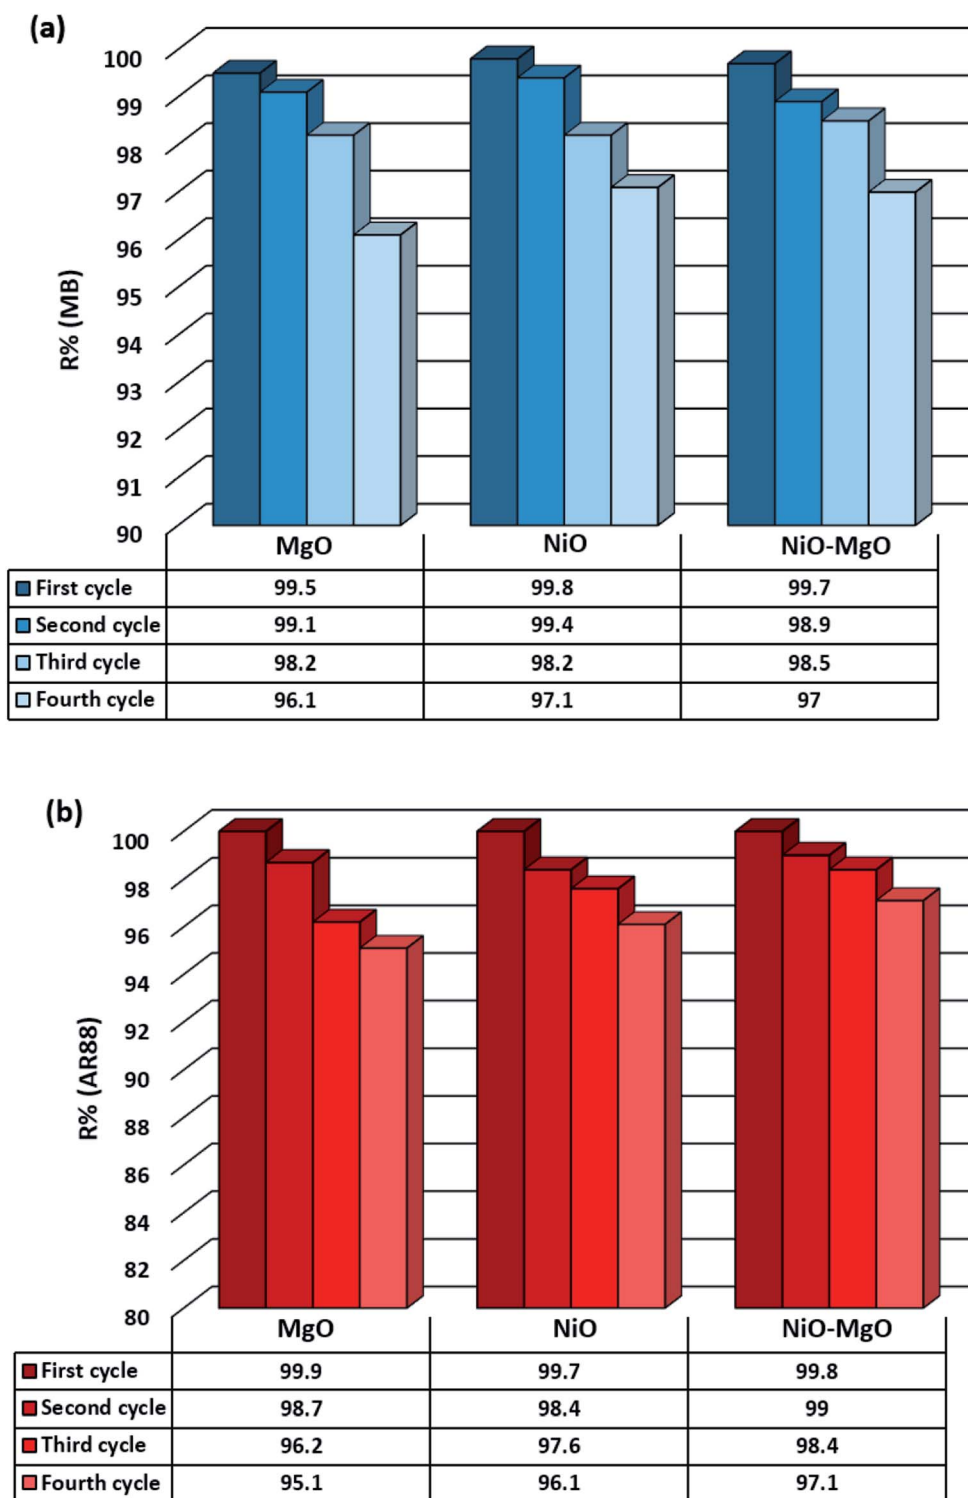 (a)
R% (MB)
100
99
98
97
96
95
94
93
92
91
90
MgO NiO NiO-MgO
First cycle 99.5 99.8 99.7
Second cycle 99.1 99.4 98.9
Third cycle 98.2 98.2 98.5
Fourth cycle 96.1 97.1 97
(b)
R% (AR88)
100
98
96
94
92
90
88
86
84
82
80
MgO NiO NiO-MgO
First cycle 99.9 99.7 99.8
Second cycle 98.7 98.4 99
Third cycle 96.2 97.6 98.4
Fourth cycle 95.1 96.1 97.1